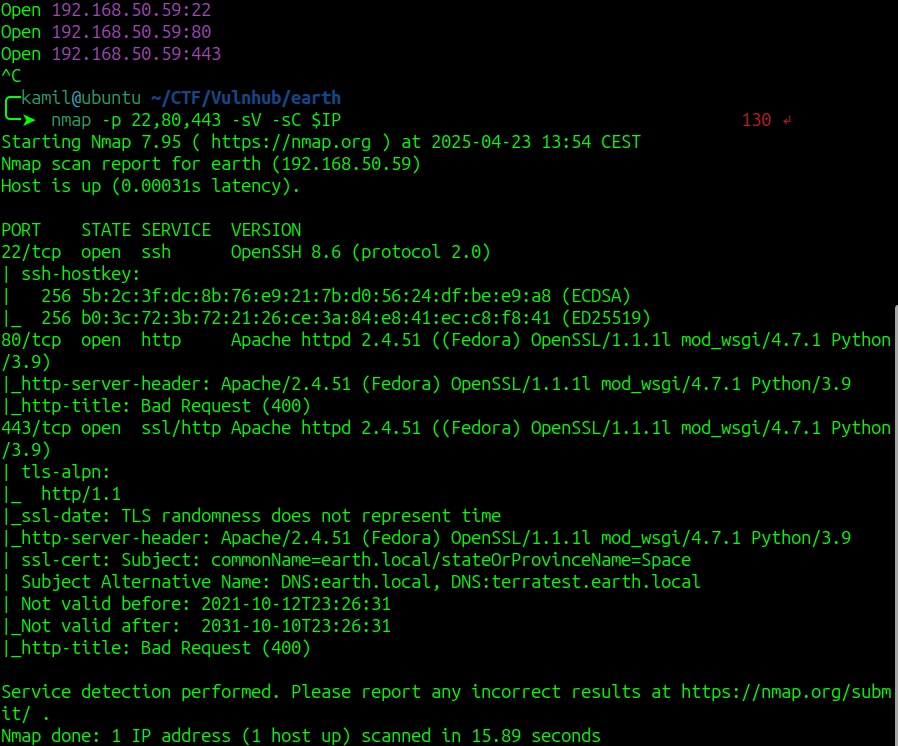 Open 192.168.50.59:22
Open 192.168.50.59:80
Open 192.168.50.59:443
^C
kamil@ubuntu ~/CTF/Vulnhub/earth
nmap -p 22,80,443 -sV -sC $IP 130 ↲
Starting Nmap 7.95 ( https://nmap.org ) at 2025-04-23 13:54 CEST
Nmap scan report for earth (192.168.50.59)
Host is up (0.00031s latency).

PORT    STATE SERVICE  VERSION
22/tcp  open  ssh      OpenSSH 8.6 (protocol 2.0)
| ssh-hostkey:
|   256 5b:2c:3f:dc:8b:76:e9:21:7b:d0:56:24:df:be:e9:a8 (ECDSA)
|_  256 b0:3c:72:3b:72:21:26:ce:3a:84:e8:41:ec:c8:f8:41 (ED25519)
80/tcp  open  http     Apache httpd 2.4.51 ((Fedora) OpenSSL/1.1.1l mod_wsgi/4.7.1 Python
/3.9)
|_http-server-header: Apache/2.4.51 (Fedora) OpenSSL/1.1.1l mod_wsgi/4.7.1 Python/3.9
|_http-title: Bad Request (400)
443/tcp open  ssl/http Apache httpd 2.4.51 ((Fedora) OpenSSL/1.1.1l mod_wsgi/4.7.1 Python
/3.9)
| tls-alpn:
|_  http/1.1
|_ssl-date: TLS randomness does not represent time
|_http-server-header: Apache/2.4.51 (Fedora) OpenSSL/1.1.1l mod_wsgi/4.7.1 Python/3.9
| ssl-cert: Subject: commonName=earth.local/stateOrProvinceName=Space
| Subject Alternative Name: DNS:earth.local, DNS:terratest.earth.local
| Not valid before: 2021-10-12T23:26:31
|_Not valid after:  2031-10-10T23:26:31
|_http-title: Bad Request (400)

Service detection performed. Please report any incorrect results at https://nmap.org/subm
it/ .
Nmap done: 1 IP address (1 host up) scanned in 15.89 seconds